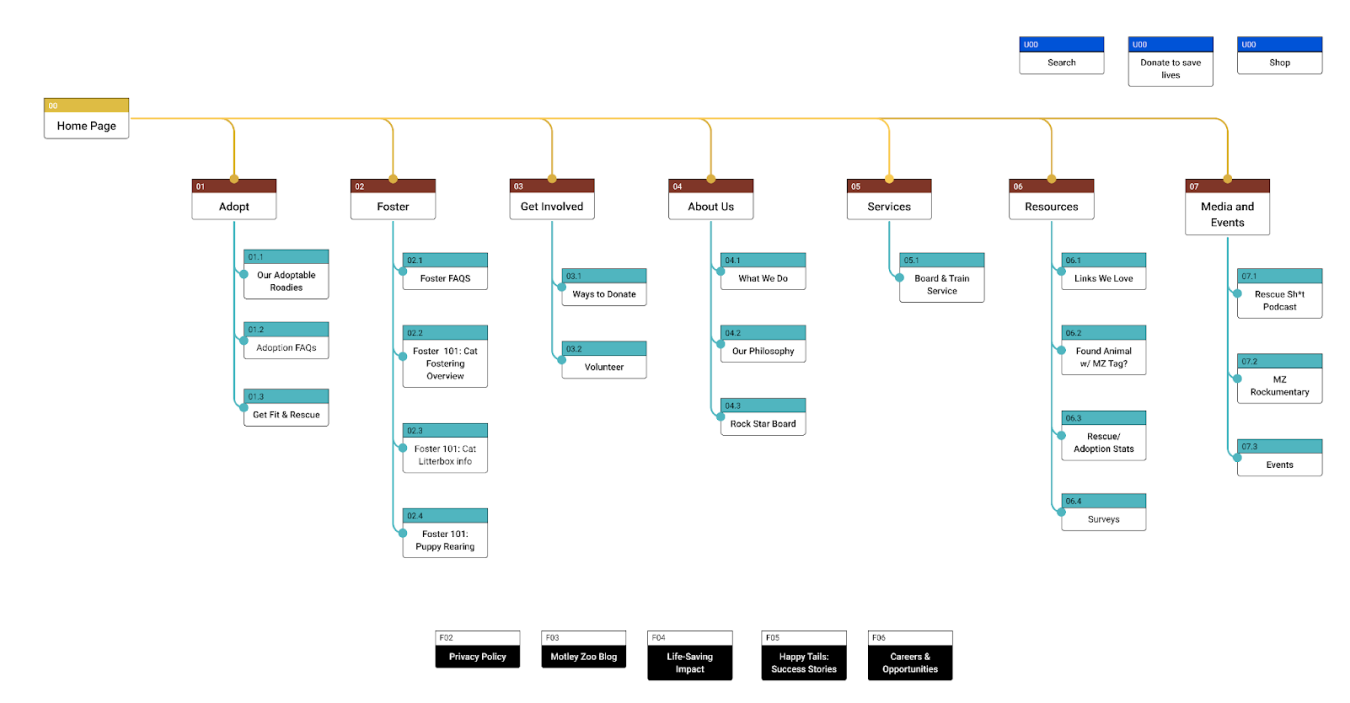 U00
Search
U00
Donate to save
lives
U00
Shop
00
Home Page
01
Adopt
02
Foster
03
Get Involved
04
About Us
05
Services
06
Resources
07
Media and
Events
01.1
Our Adoptable
Roadies
01.2
Adoption FAQs
01.3
Get Fit & Rescue
02.1
Foster FAQS
02.2
Foster 101: Cat
Fostering
Overview
02.3
Foster 101: Cat
Litterbox info
02.4
Foster 101:
Puppy Rearing
03.1
Ways to Donate
03.2
Volunteer
04.1
What We Do
04.2
Our Philosophy
04.3
Rock Star Board
05.1
Board & Train
Service
06.1
Links We Love
06.2
Found Animal
w/ MZ Tag?
06.3
Rescue/
Adoption Stats
06.4
Surveys
07.1
Rescue Sh*t
Podcast
07.2
MZ
Rockumentary
07.3
Events
F02
Privacy Policy
F03
Motley Zoo Blog
F04
Life-Saving
Impact
F05
Happy Tails:
Success Stories
F06
Careers &
Opportunities